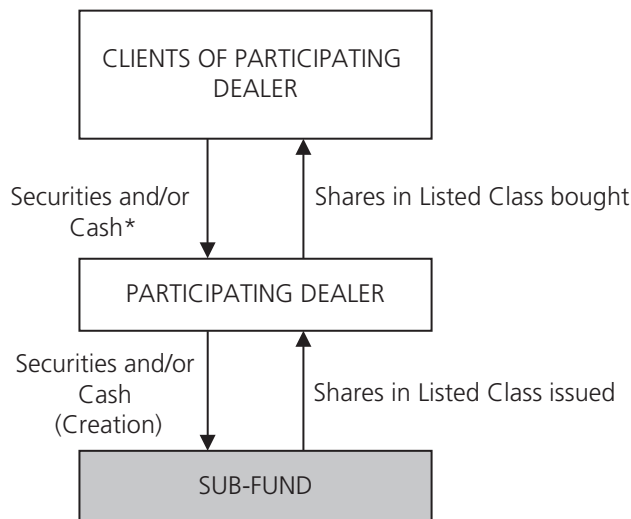 CLIENTS OF PARTICIPATING
DEALER
Securities and/or
Cash*
Shares in Listed Class bought
PARTICIPATING DEALER
Securities and/or
Cash
(Creation)
Shares in Listed Class issued
SUB-FUND